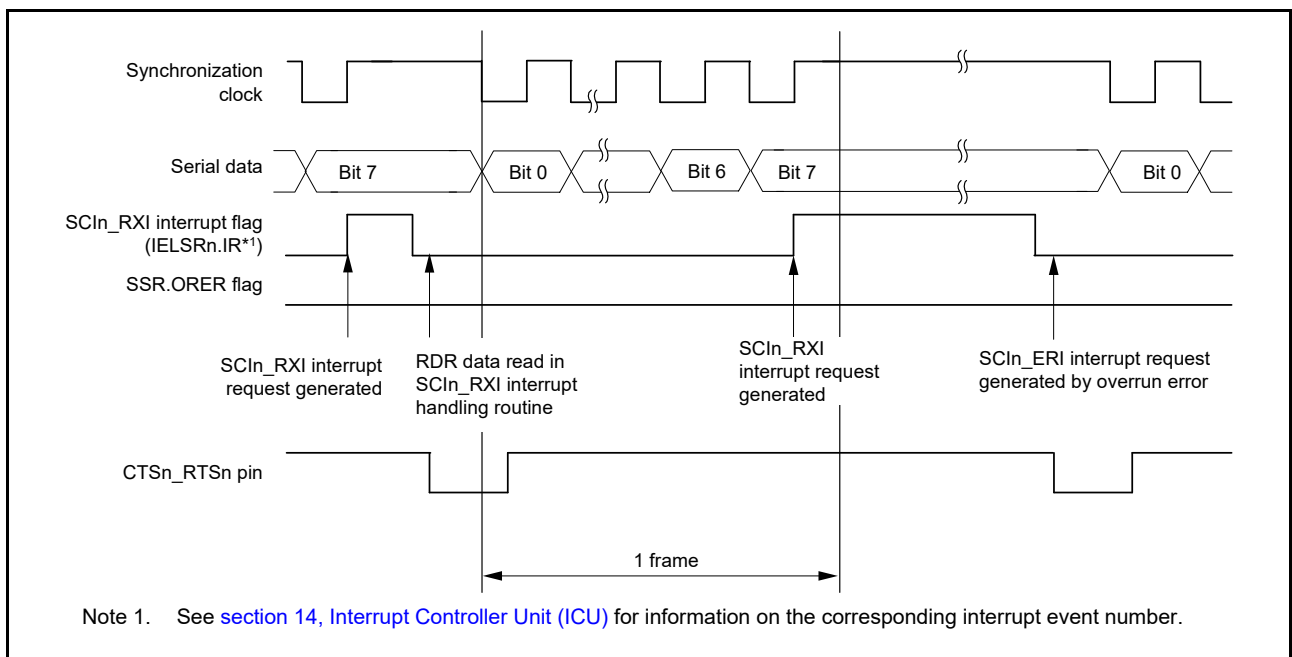 Synchronization
clock
Serial data
Bit 7
Bit 0
Bit 6
Bit 7
Bit 0
SCIn_RXI interrupt flag
(IELSRn.IR*1)
SSR.ORER flag
SCIn_RXI interrupt
request generated
RDR data read in
SCIn_RXI interrupt
handling routine
SCIn_RXI
interrupt request
generated
SCIn_ERI interrupt request
generated by overrun error
CTSn_RTSn pin
1 frame
Note 1. See section 14, Interrupt Controller Unit (ICU) for information on the corresponding interrupt event number.